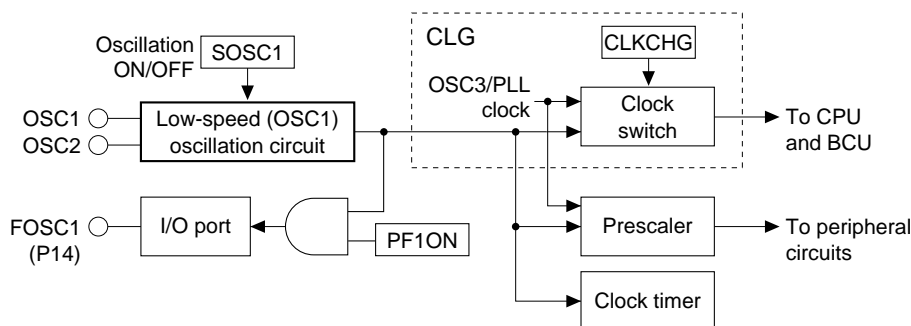 Oscillation
ON/OFF
SOSC1
CLG
CLKCHG
OSC3/PLL
clock
OSC1
OSC2
Low-speed (OSC1)
oscillation circuit
Clock
switch
To CPU
and BCU
FOSC1
(P14)
I/O port
PF1ON
Prescaler
To peripheral
circuits
Clock timer